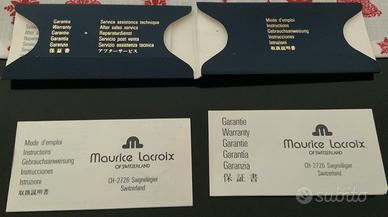 Garantie
Warranty
Garantie
Garantía
Garanzia
保証書
Service assistance technique
After sales service
Reparaturdienst
Servicio post venta
Servizio assistenza tecnica
アフターサービス
Mode d'emploi
Instructions
Gebrauchsanweisung
Instrucciones
Istruzioni
取扱説明書
Mode d'emploi
Instructions
Gebrauchsanweisung
Instrucciones
Istruzioni
取扱説明書
Maurice Lacroix
OF SWITZERLAND
CH-2726 Saignelégier
Switzerland
Garantie
Warranty
Garantie
Garantía
Garanzia
保証書
Maurice Lacroix
OF SWITZERLAND
CH-2726 Saignelégier
Switzerland
subito